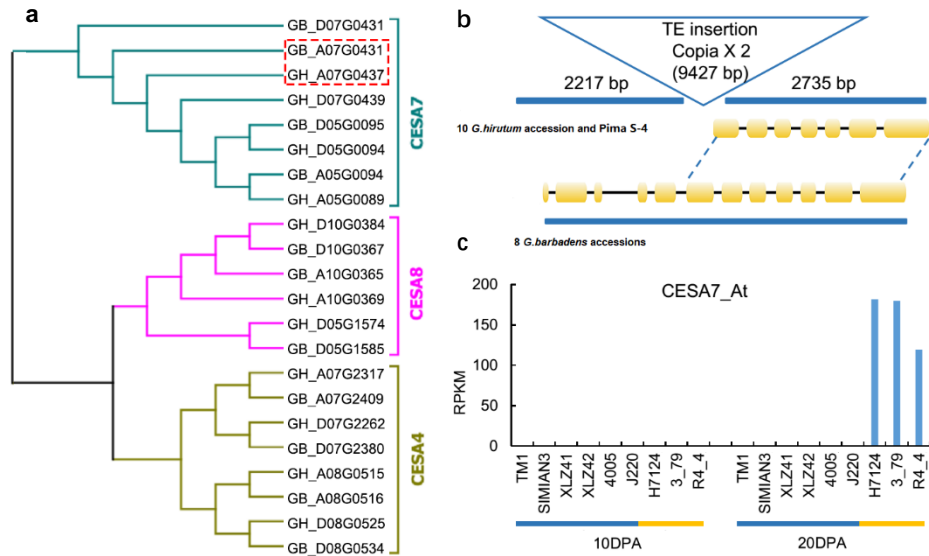 a
GB_D07G0431
GB_A07G0431
GH_A07G0437
GH_D07G0439
GB_D05G0095
GH_D05G0094
GB_A05G0094
GH_A05G0089
CESA7
GH_D10G0384
GB_D10G0367
GB_A10G0365
GH_A10G0369
GH_D05G1574
GB_D05G1585
CESA8
GH_A07G2317
GB_A07G2409
GH_D07G2262
GB_D07G2380
GH_A08G0515
GB_A08G0516
GH_D08G0525
GB_D08G0534
CESA4
b
TE insertion
Copia X 2
(9427 bp)
2217 bp
2735 bp
10 G.hirutum accession and Pima S-4
8 G.barbadens accessions
c
CESA7_At
200
150
100
50
0
RPKM
TM1
SIMIAN3
XLZ41
XLZ42
4005
J220
H7124
3_79
R4_4
TM1
SIMIAN3
XLZ41
XLZ42
4005
J220
H7124
3_79
R4_4
10DPA
20DPA